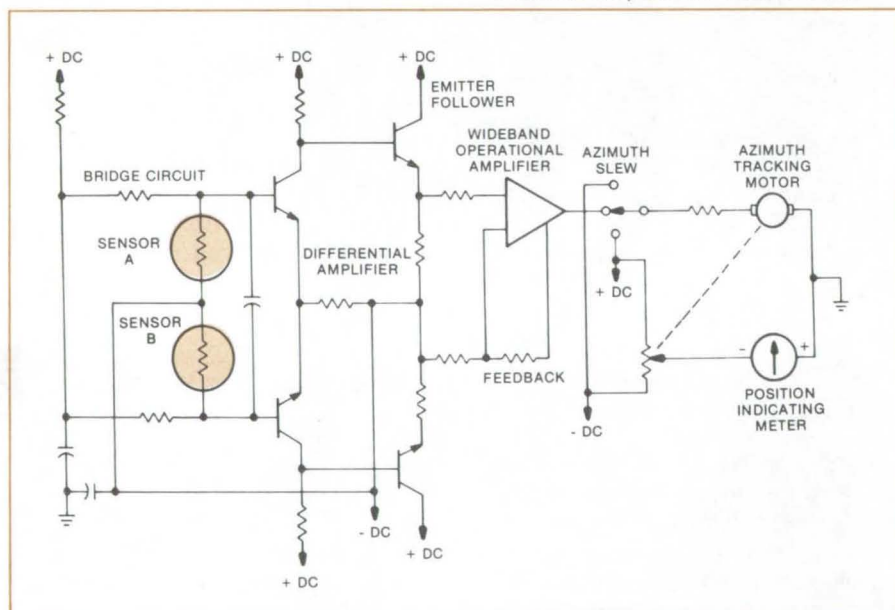 + DC
+ DC
+ DC
EMITTER
FOLLOWER
WIDEBAND
OPERATIONAL
AMPLIFIER
AZIMUTH
SLEW
AZIMUTH
TRACKING
MOTOR
BRIDGE CIRCUIT
SENSOR
A
DIFFERENTIAL
AMPLIFIER
SENSOR
B
+ DC
FEEDBACK
- +
- DC
POSITION
INDICATING
METER
- DC
+ DC
+ DC